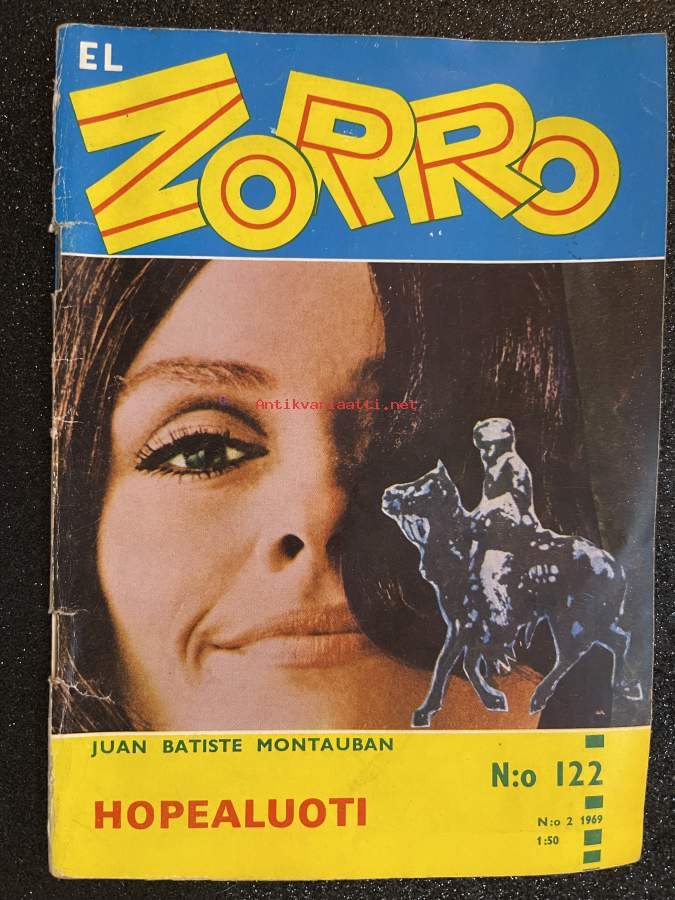 EL
ZORRO
Antikvariaatti.net
JUAN BATISTE MONTAUBAN
N:o 122
HOPEALUOTI
N:o 2 1969
1:50